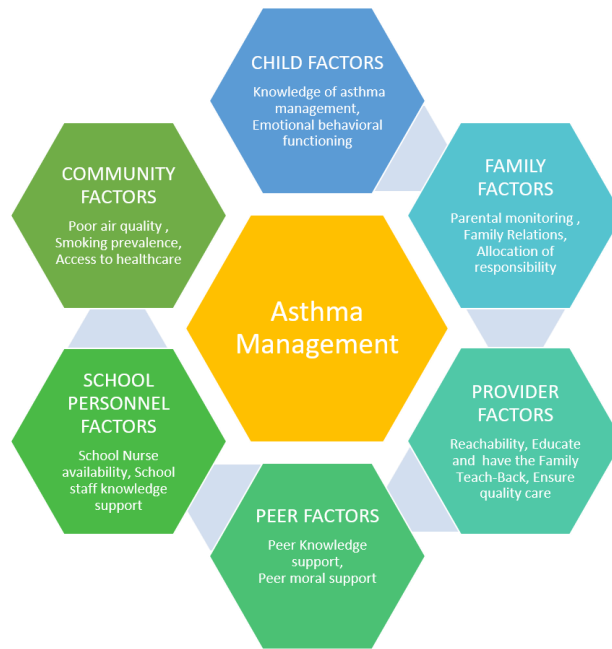 CHILD FACTORS
Knowledge of asthma
management,
Emotional behavioral
functioning
FAMILY
FACTORS
Parental monitoring ,
Family Relations,
Allocation of
responsibility
PROVIDER
FACTORS
Reachability, Educate
and  have the Family
Teach-Back, Ensure
quality care
PEER FACTORS
Peer Knowledge
support,
Peer moral support
SCHOOL
PERSONNEL
FACTORS
School Nurse
availability, School
staff knowledge
support
COMMUNITY
FACTORS
Poor air quality ,
Smoking prevalence,
Access to healthcare
Asthma
Management